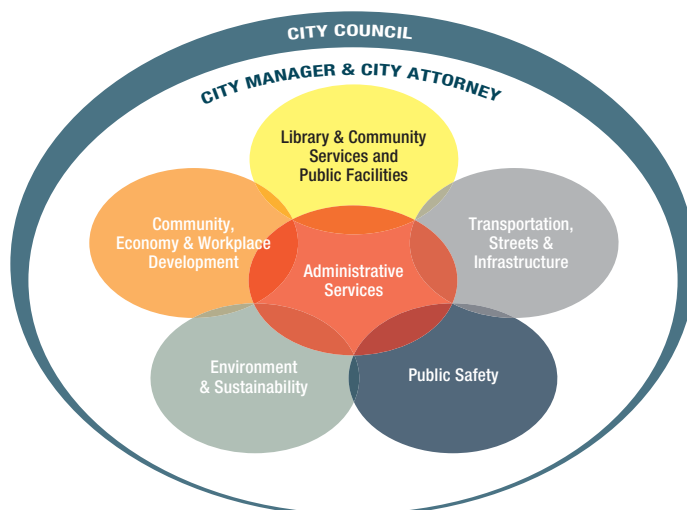 CITY COUNCIL
CITY MANAGER & CITY ATTORNEY
Library & Community
Services and
Public Facilities
Community,
Economy & Workplace
Development
Transportation,
Streets &
Infrastructure
Administrative
Services
Environment
& Sustainability
Public Safety